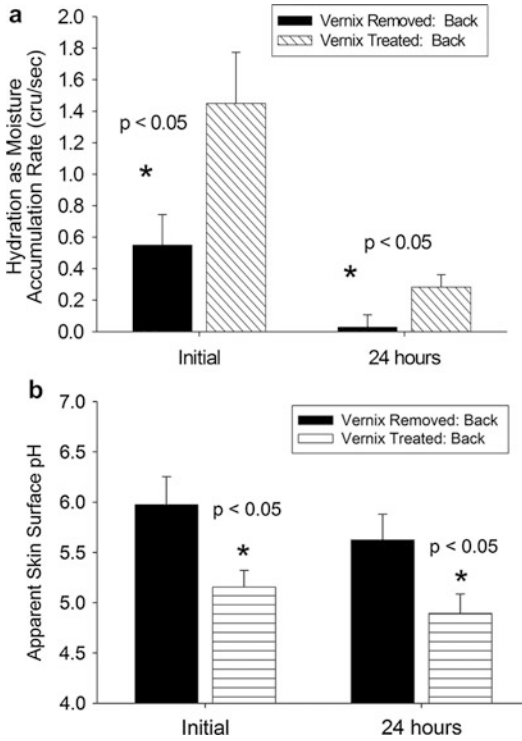 a
Vernix Removed: Back
Vernix Treated: Back
Hydration as Moisture
Accumulation Rate (cru/sec)
2.0
1.8
1.6
1.4
1.2
1.0
0.8
0.6
0.4
0.2
0.0
p < 0.05
*
p < 0.05
*
Initial
24 hours
b
Vernix Removed: Back
Vernix Treated: Back
Apparent Skin Surface pH
7.0
6.5
6.0
5.5
5.0
4.5
4.0
p < 0.05
*
p < 0.05
*
Initial
24 hours